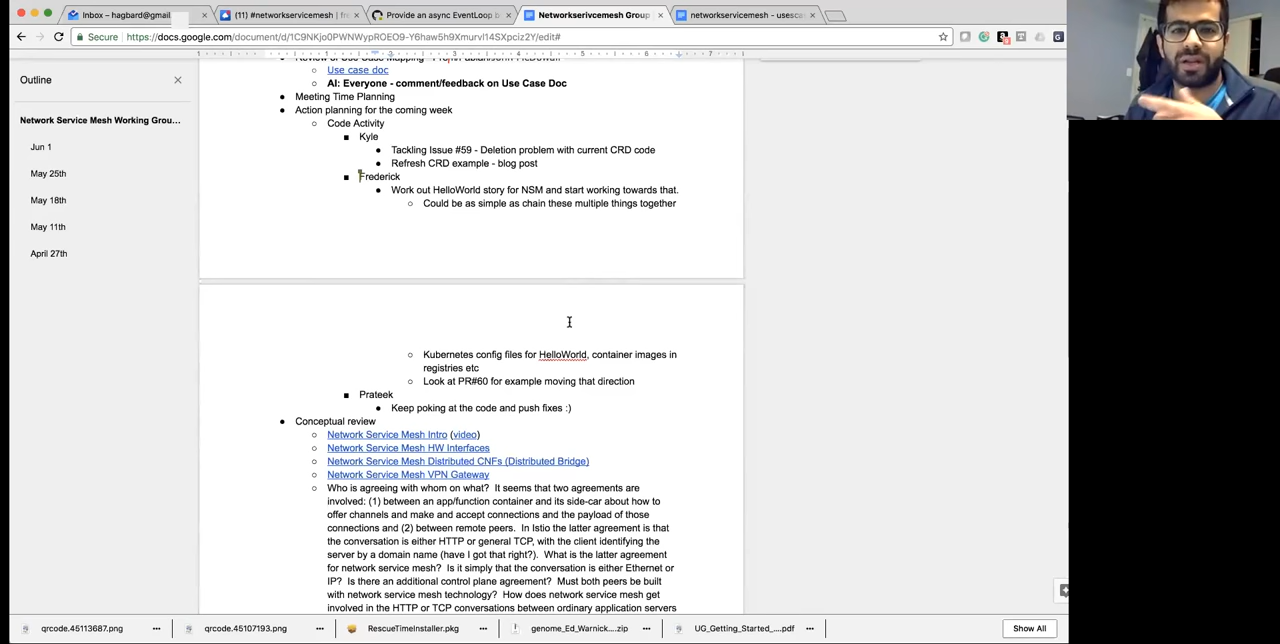 Inbox – hagbard@gmail
(11) #networkservicemesh | fre
Provide an async EventLoop b
Networkserivcemesh Group
networkservicemesh - usesca
Secure
https://docs.google.com/document/d/1C9NKjo0PWNWypROEO9-Y6haw5h9Xmurvl14SXpciz2Y/edit#
Outline
Network Service Mesh Working Grou...
Jun 1
May 25th
May 18th
May 11th
April 27th
Use case doc
AI: Everyone - comment/feedback on Use Case Doc
Meeting Time Planning
Action planning for the coming week
Code Activity
Kyle
Tackling Issue #59 - Deletion problem with current CRD code
Refresh CRD example - blog post
Frederick
Work out HelloWorld story for NSM and start working towards that.
Could be as simple as chain these multiple things together
Kubernetes config files for HelloWorld, container images in
registries etc
Look at PR#60 for example moving that direction
Prateek
Keep poking at the code and push fixes :)
Conceptual review
Network Service Mesh Intro (video)
Network Service Mesh HW Interfaces
Network Service Mesh Distributed CNFs (Distributed Bridge)
Network Service Mesh VPN Gateway
Who is agreeing with whom on what? It seems that two agreements are
involved: (1) between an app/function container and its side-car about how to
offer channels and make and accept connections and the payload of those
connections and (2) between remote peers. In Istio the latter agreement is that
the conversation is either HTTP or general TCP, with the client identifying the
server by a domain name (have I got that right?). What is the latter agreement
for network service mesh? Is it simply that the conversation is either Ethernet or
IP? Is there an additional control plane agreement? Must both peers be built
with network service mesh technology? How does network service mesh get
involved in the HTTP or TCP conversations between ordinary application servers
qrcode.45113687.png
qrcode.45107193.png
RescueTimeInstaller.pkg
genome_Ed_Warnick....zip
UG_Getting_Started_....pdf
Show All